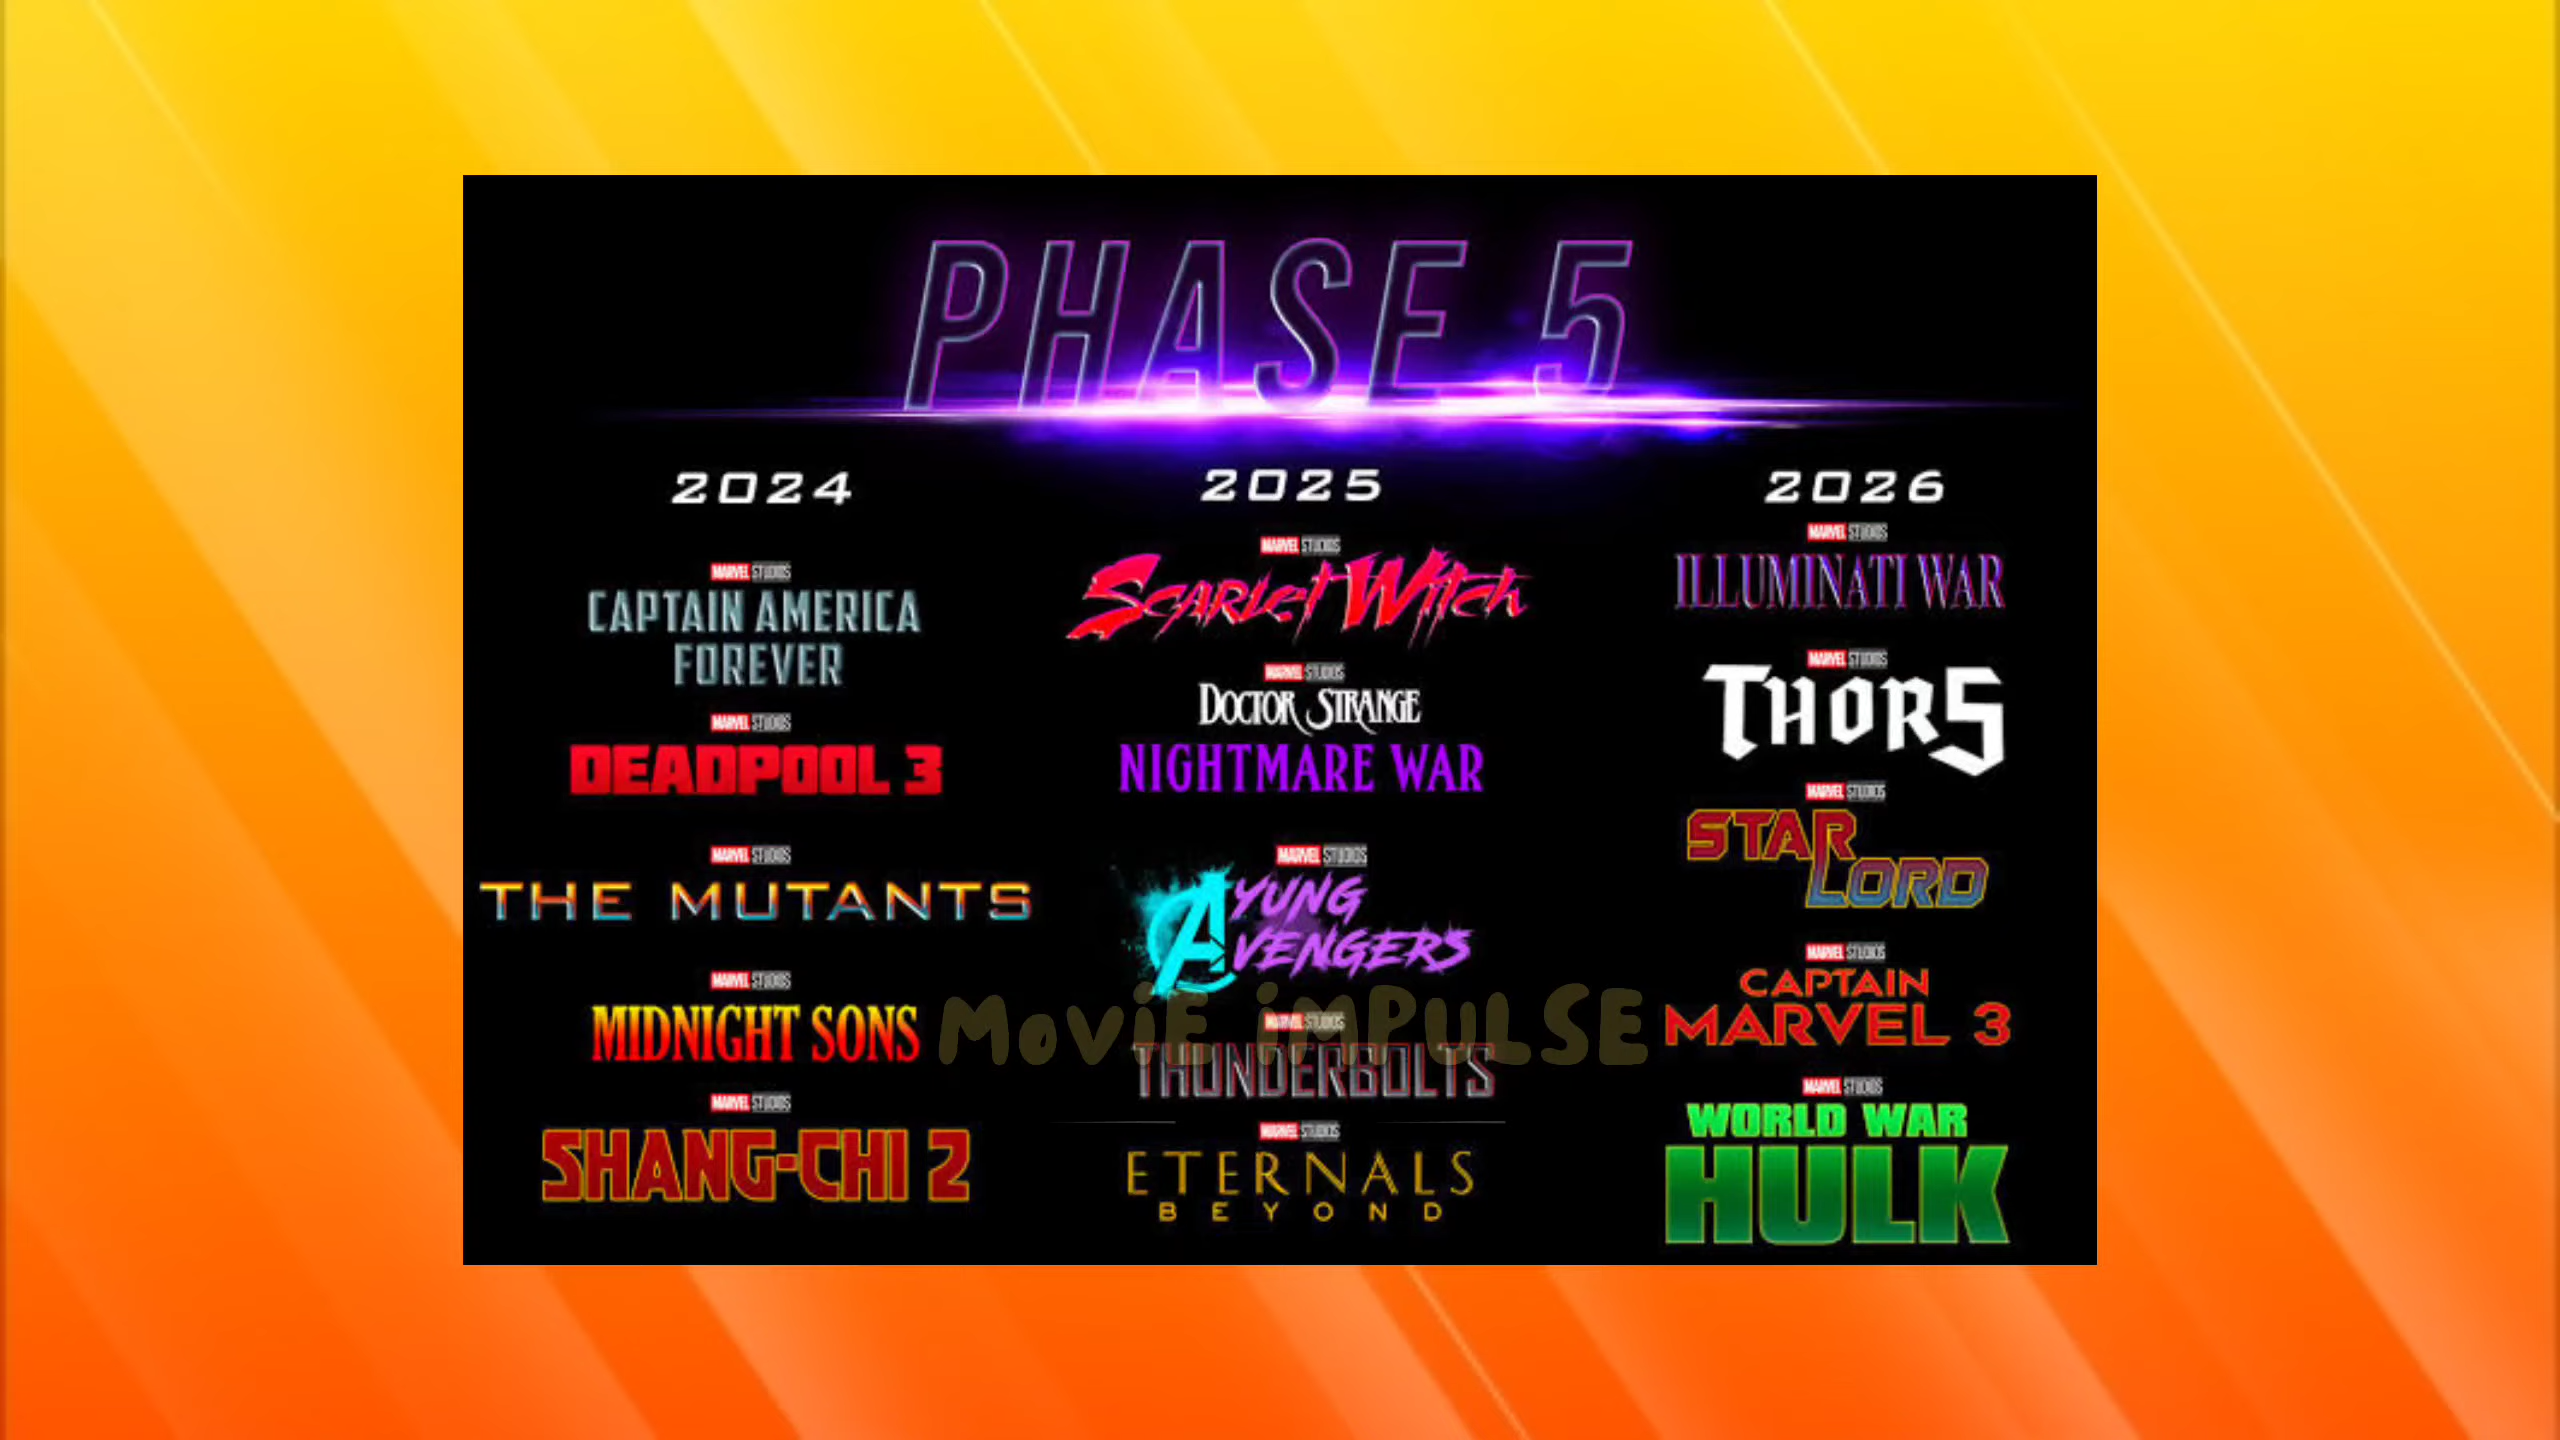 PHASE 5
2024
MARVEL STUDIOS
CAPTAIN AMERICA
FOREVER
MARVEL STUDIOS
DEADPOOL 3
MARVEL STUDIOS
THE MUTANTS
MARVEL STUDIOS
MIDNIGHT SONS
MARVEL STUDIOS
SHANG-CHI 2
2025
MARVEL STUDIOS
SCARLET WITCH
MARVEL STUDIOS
DOCTOR STRANGE
NIGHTMARE WAR
MARVEL STUDIOS
A YUNG
AVENGERS
MOViE iMPULSE
MARVEL STUDIOS
THUNDERBOLTS
MARVEL STUDIOS
ETERNALS
BEYOND
2026
MARVEL STUDIOS
ILLUMINATI WAR
MARVEL STUDIOS
THOR5
MARVEL STUDIOS
STAR
LORD
MARVEL STUDIOS
CAPTAIN
MARVEL 3
MARVEL STUDIOS
WORLD WAR
HULK